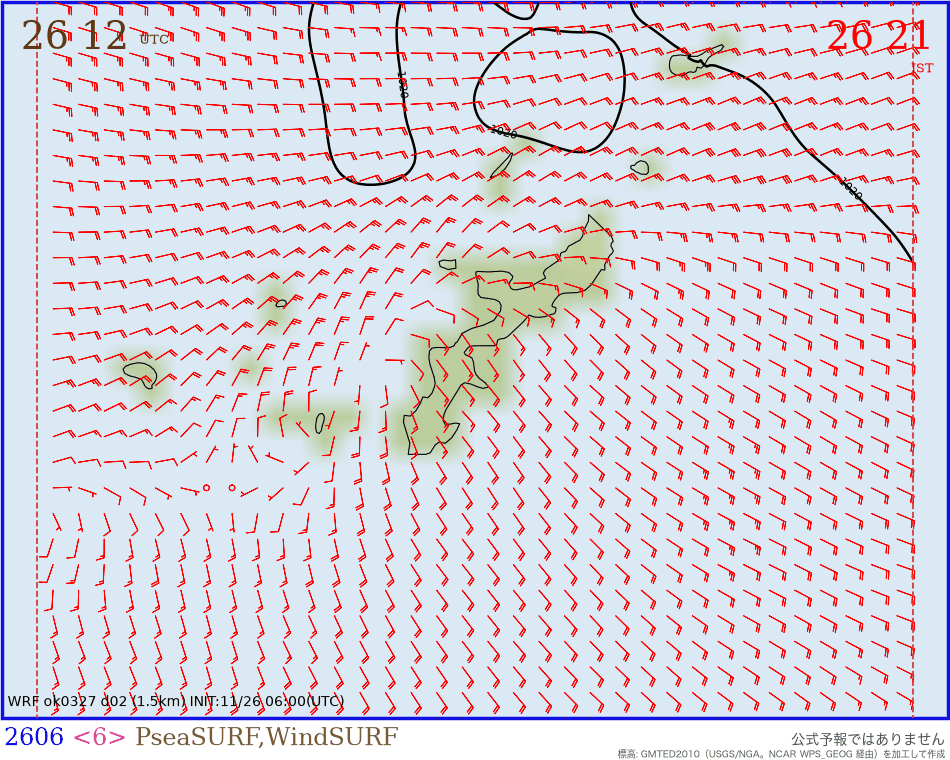 26 12 UTC
26 21
IST
1020
1020
1020
WRF ok0327 d02 (1.5km) INIT:11/26 06:00(UTC)
2606 <6> PseaSURF,WindSURF
公式予報ではありません
標高: GMTED2010（USGS/NGA。NCAR WPS_GEOG 経由）を加工して作成